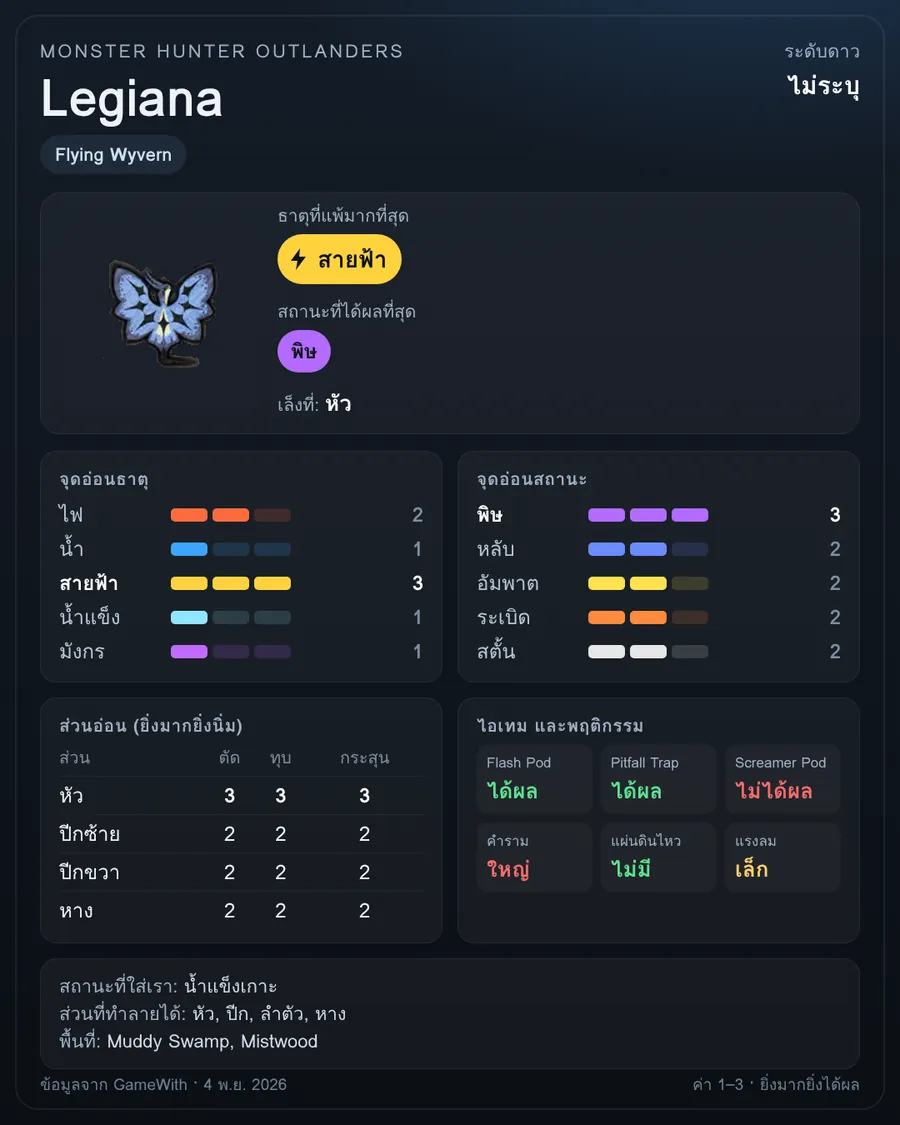 MONSTER HUNTER OUTLANDERS
ระดับดาว
Legiana
ไม่ระบุ
Flying Wyvern
ธาตุที่แพ้มากที่สุด
สายฟ้า
สถานะที่ได้ผลที่สุด
พิษ
เล็งที่: หัว
จุดอ่อนธาตุ
ไฟ 2
น้ำ 1
สายฟ้า 3
น้ำแข็ง 1
มังกร 1
จุดอ่อนสถานะ
พิษ 3
หลับ 2
อัมพาต 2
ระเบิด 2
สตั้น 2
ส่วนอ่อน (ยิ่งมากยิ่งนิ่ม)
ส่วน ตัด ทุบ กระสุน
หัว 3 3 3
ปีกซ้าย 2 2 2
ปีกขวา 2 2 2
หาง 2 2 2
ไอเทม และพฤติกรรม
Flash Pod
ได้ผล
Pitfall Trap
ได้ผล
Screamer Pod
ไม่ได้ผล
คำราม
ใหญ่
แผ่นดินไหว
ไม่มี
แรงลม
เล็ก
สถานะที่ใส่เรา: น้ำแข็งเกาะ
ส่วนที่ทำลายได้: หัว, ปีก, ลำตัว, หาง
พื้นที่: Muddy Swamp, Mistwood
ข้อมูลจาก GameWith · 4 พ.ย. 2026
ค่า 1–3 · ยิ่งมากยิ่งได้ผล